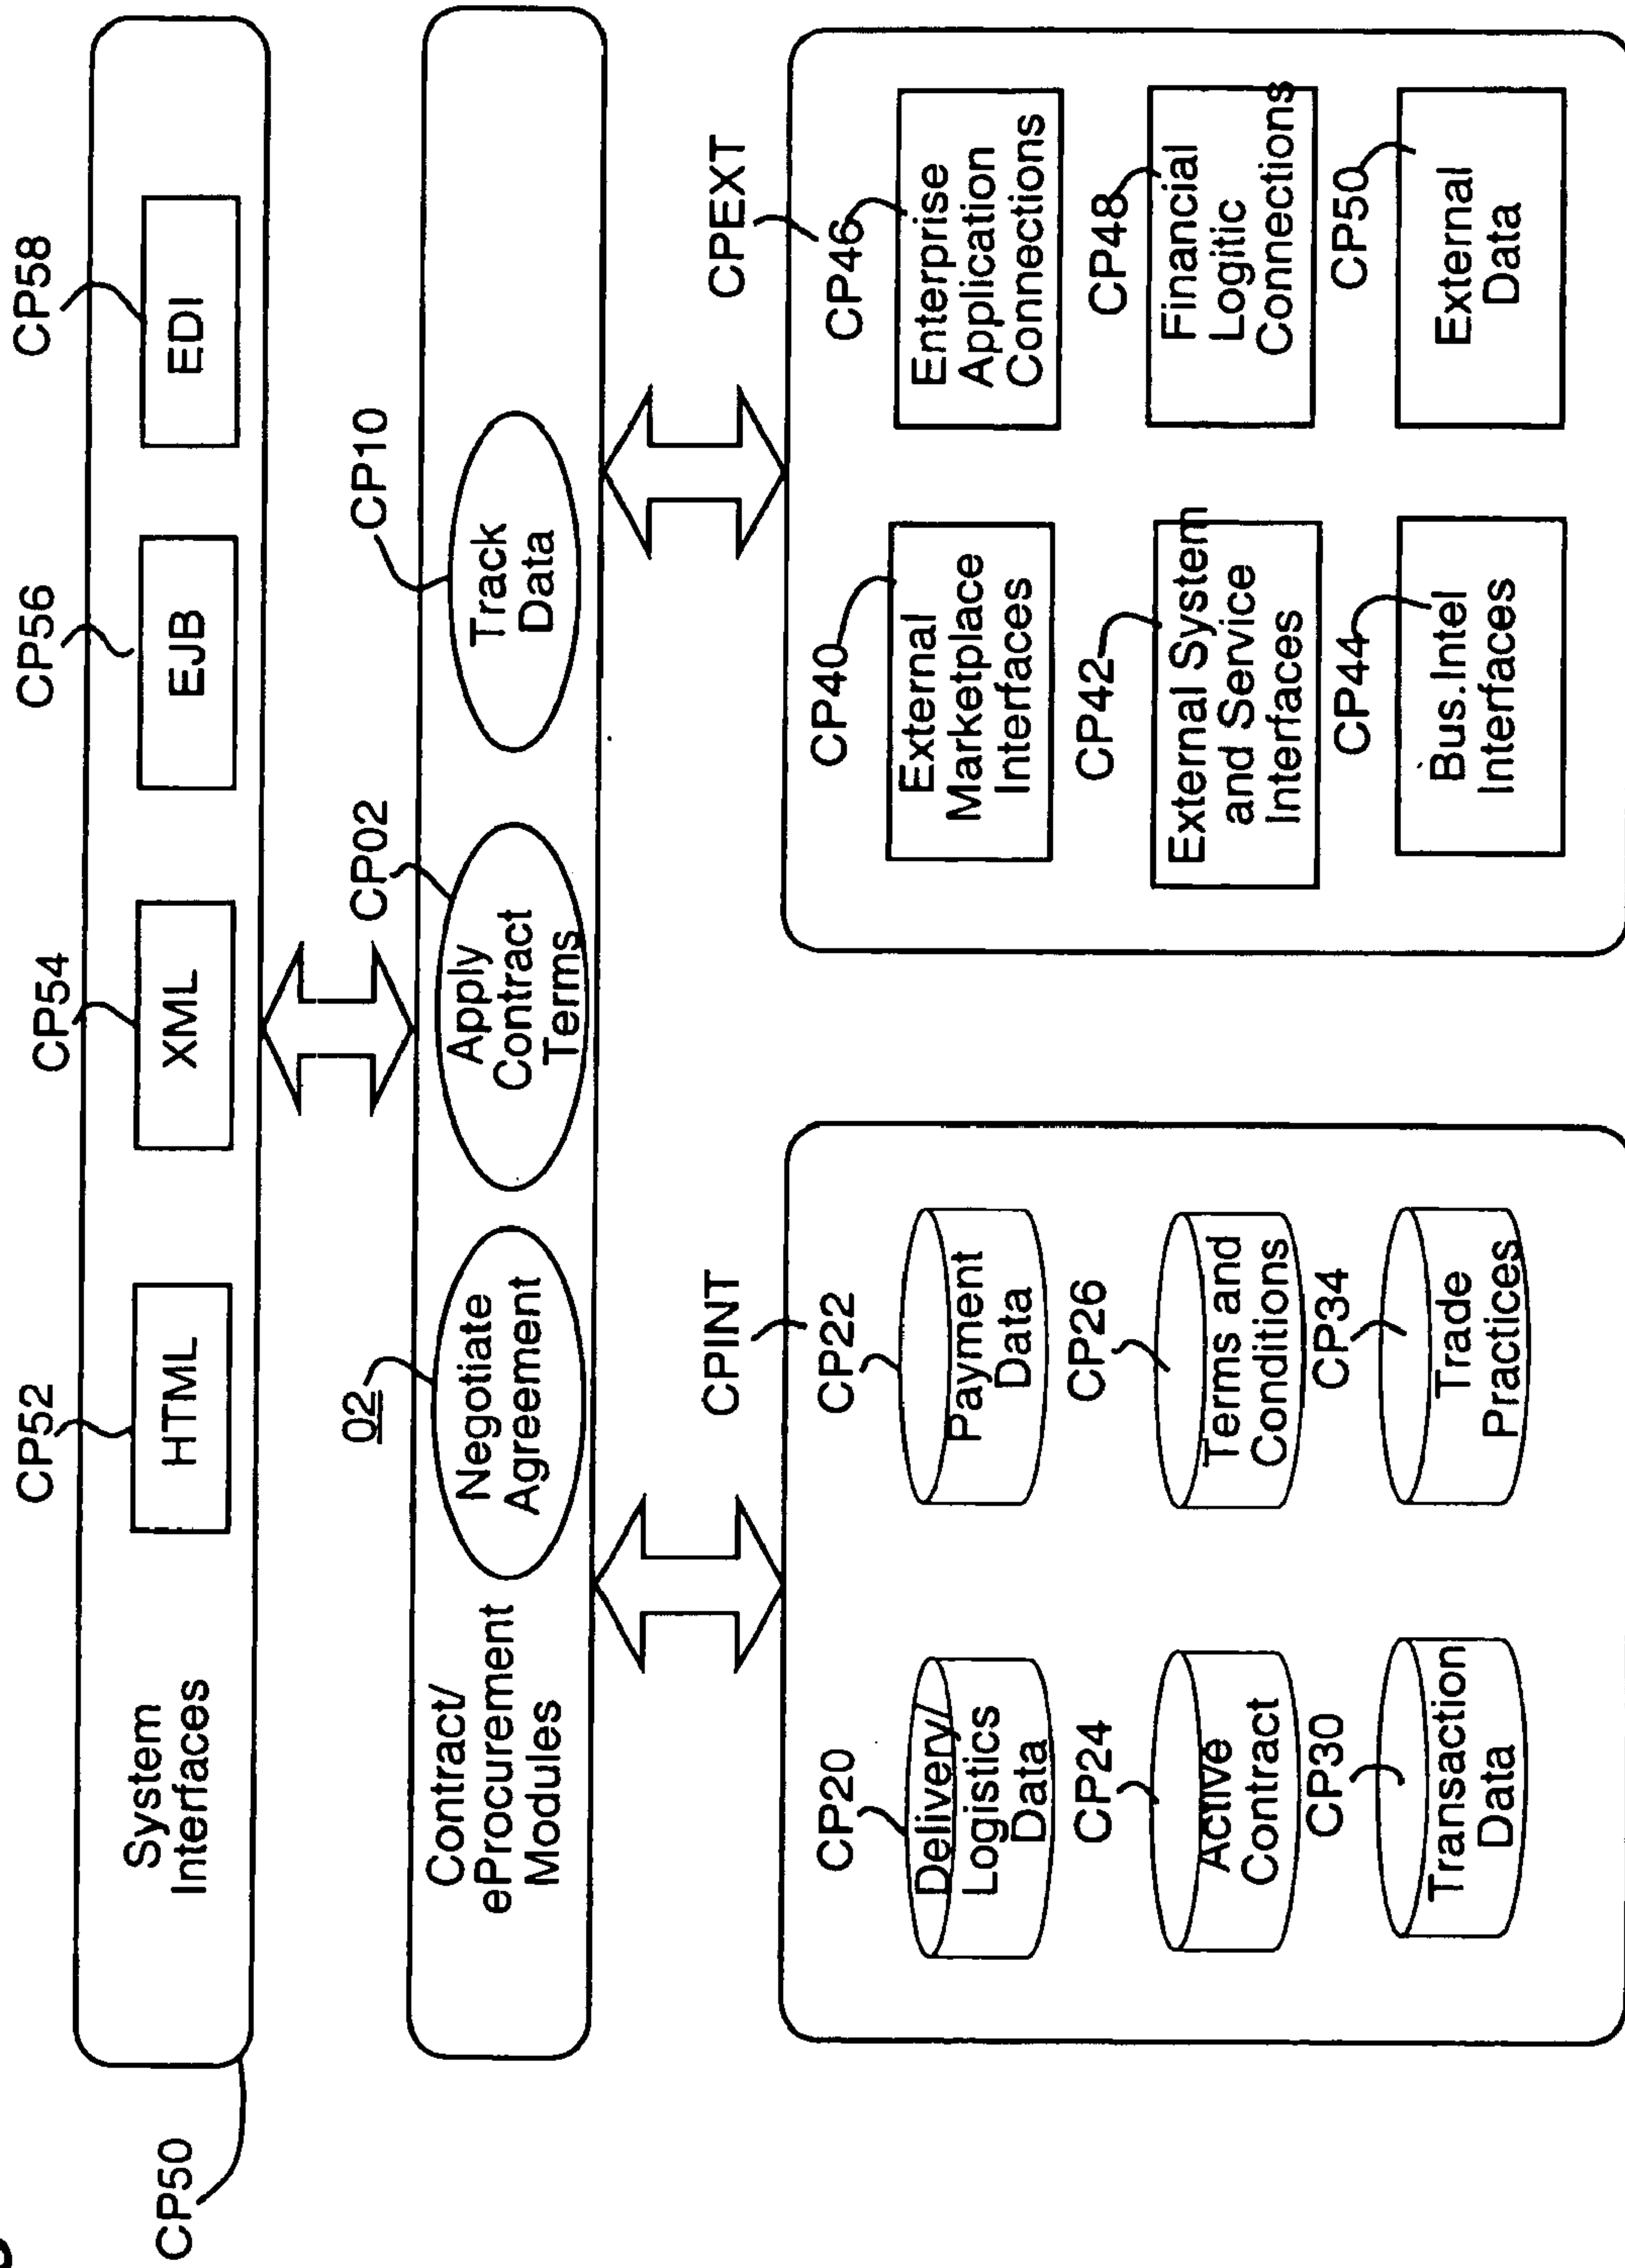 CP50
System
Interfaces
CP52
HTML
CP54
XML
CP56
EJB
CP58
EDI
Contract/
eProcurement
Modules
02
Negotiate
Agreement
CP02
Apply
Contract
Terms
CP10
Track
Data
CPINT
CP20
Delivery/
Logistics
Data
CP22
Payment
Data
CP24
Active
Contract
CP26
Terms and
Conditions
CP30
Transaction
Data
CP34
Trade
Practices
CPEXT
CP40
External
Marketplace
Interfaces
CP46
Enterprise
Application
Connections
CP42
External System
and Service
Interfaces
CP48
Financial
Logitic
Connections
CP44
Bus.Intel
Interfaces
CP50
External
Data